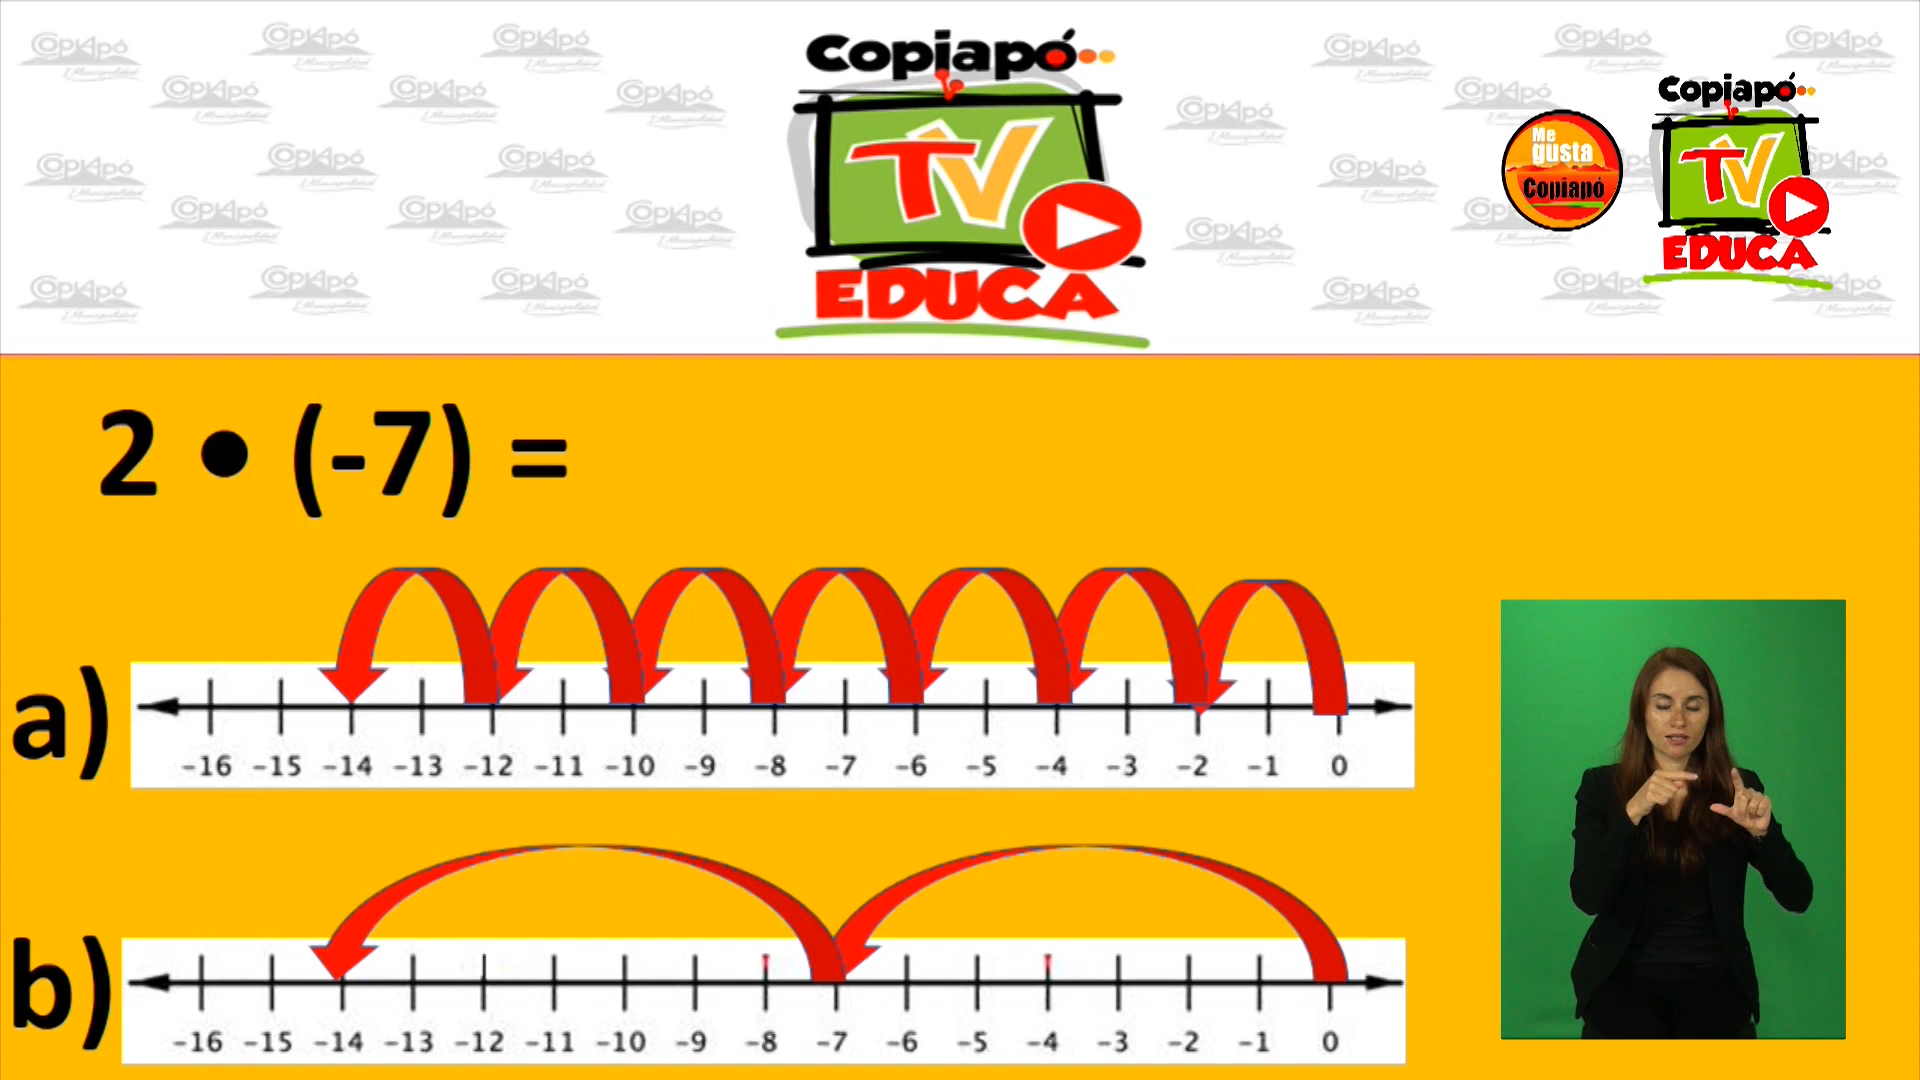 Copiapó
TV
EDUCA
Me gusta
Copiapó
Copiapó
TV
EDUCA
2 • (-7) =
a)
-16 -15 -14 -13 -12 -11 -10 -9 -8 -7 -6 -5 -4 -3 -2 -1 0
b)
-16 -15 -14 -13 -12 -11 -10 -9 -8 -7 -6 -5 -4 -3 -2 -1 0